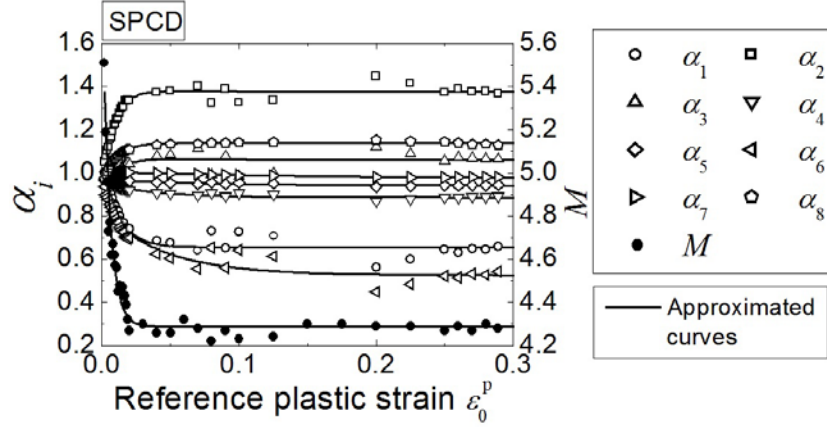 SPCD
1.6
1.4
1.2
1.0
0.8
0.6
0.4
0.2
αᵢ
5.6
5.4
5.2
5.0
4.8
4.6
4.4
4.2
M
0.0 0.1 0.2 0.3
Reference plastic strain ε₀ᵖ
α₁ α₂
α₃ α₄
α₅ α₆
α₇ α₈
M
Approximated
curves